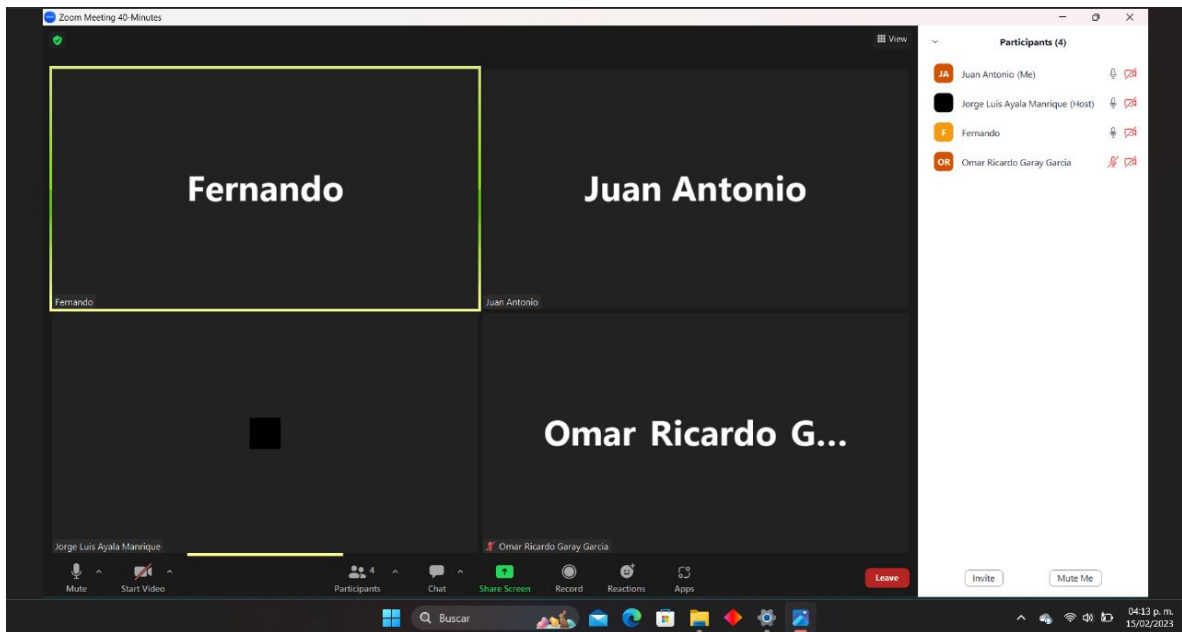 Zoom Meeting 40-Minutes
View
Participants (4)
JA Juan Antonio (Me)
Jorge Luis Ayala Manrique (Host)
F Fernando
OR Omar Ricardo Garay Garcia
Fernando
Juan Antonio
Fernando
Juan Antonio
Omar Ricardo G...
Jorge Luis Ayala Manrique
Omar Ricardo Garay Garcia
Mute
Start Video
4
Participants
Chat
Share Screen
Record
Reactions
Apps
Leave
Invite
Mute Me
Buscar
04:13 p. m.
15/02/2023